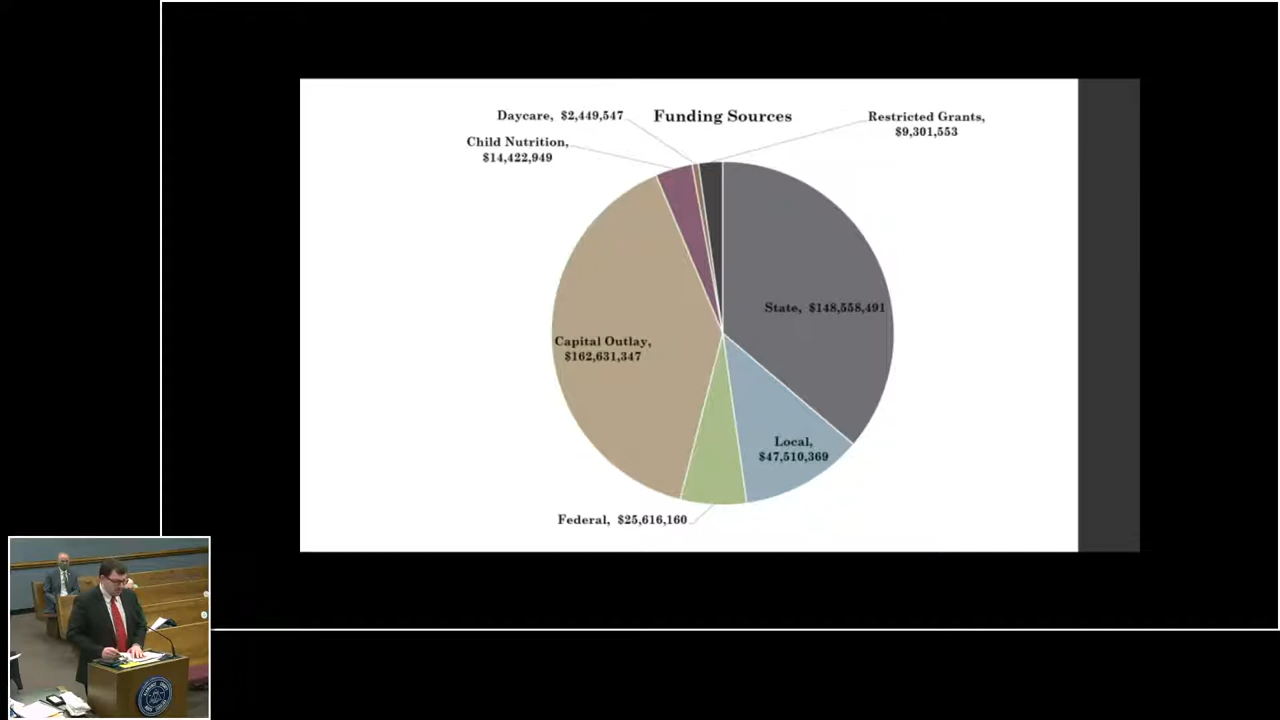 Funding Sources
Daycare, $2,449,547
Child Nutrition,
$14,422,949
Restricted Grants,
$9,301,553
State, $148,558,491
Capital Outlay,
$162,631,347
Local,
$47,510,369
Federal, $25,616,160